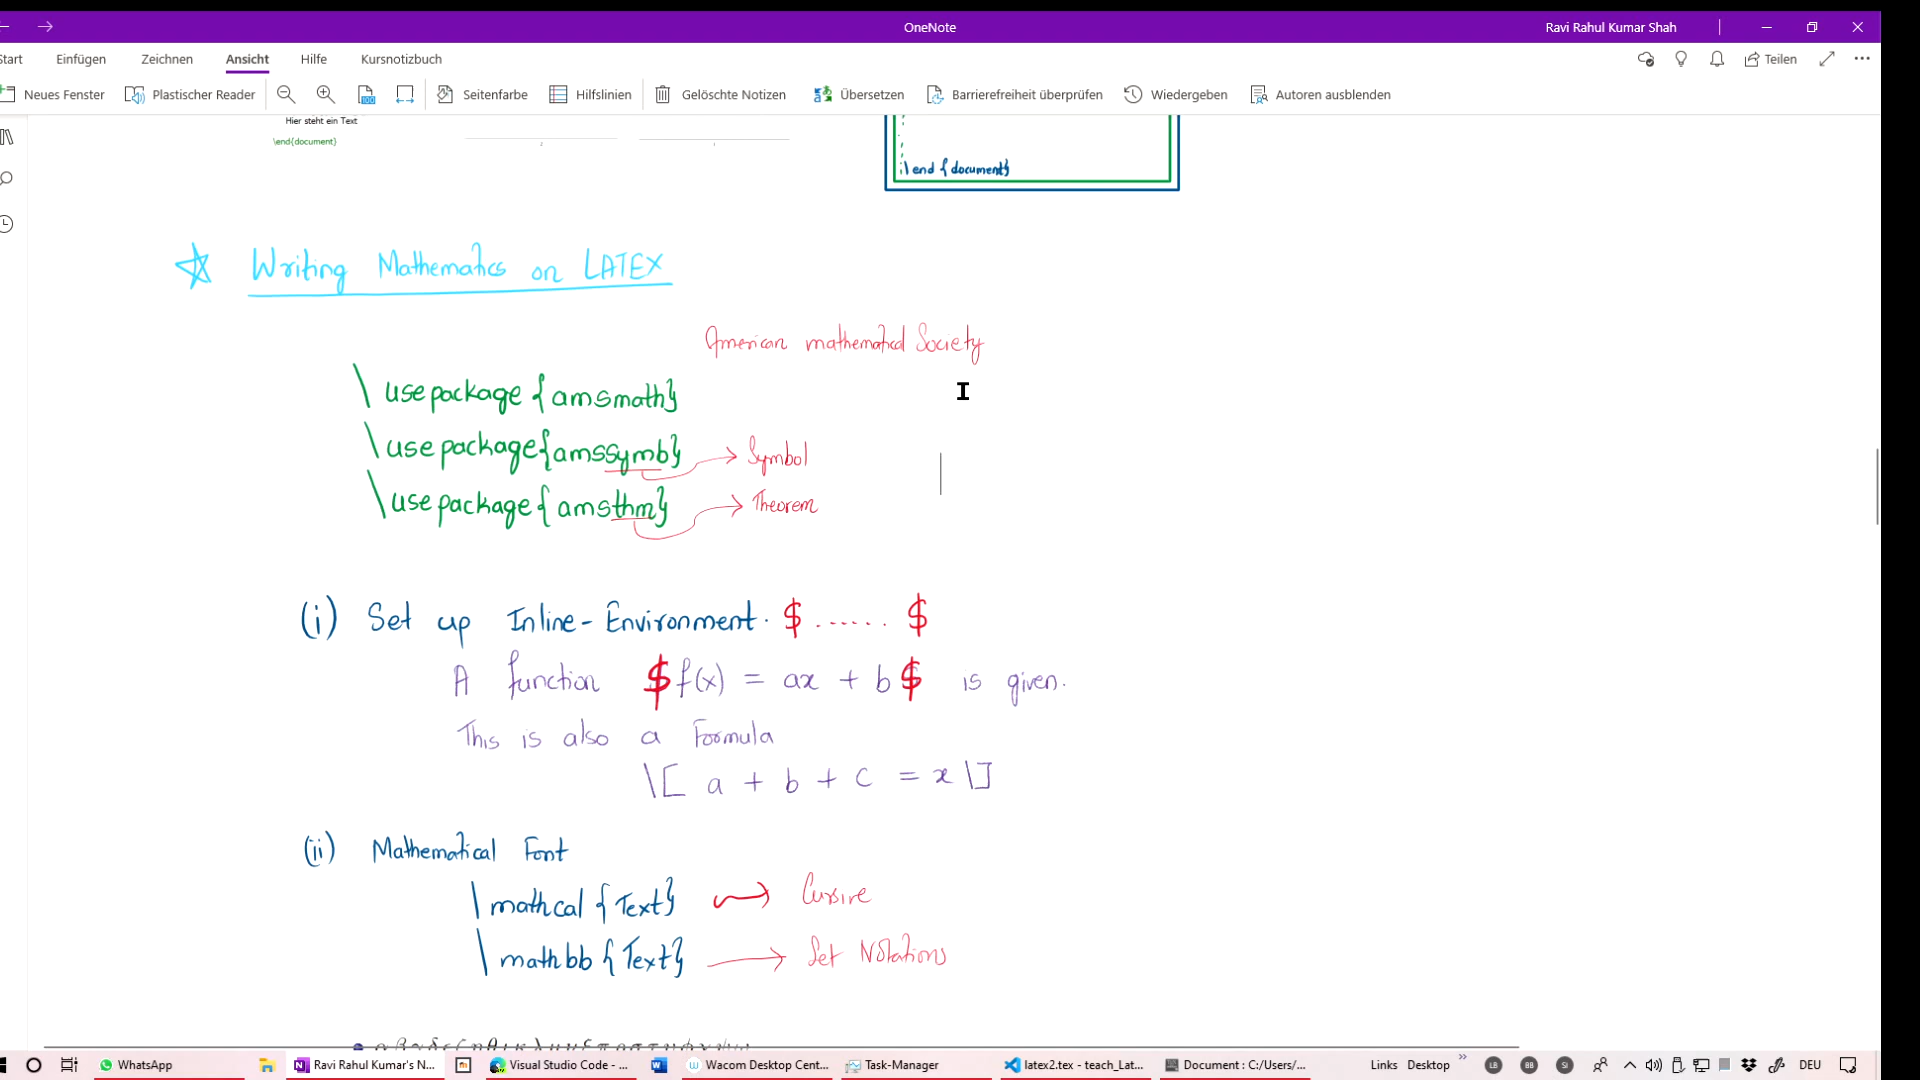 OneNote
Ravi Rahul Kumar Shah
Start Einfügen Zeichnen Ansicht Hilfe Kursnotizbuch
Teilen
Neues Fenster Plastischer Reader Seitenfarbe Hilfslinien Gelöschte Notizen Übersetzen Barrierefreiheit überprüfen Wiedergeben Autoren ausblenden
Hier steht ein Text
\end{document}
\end {document}
Writing Mathematics on LATEX
American mathematical Society
\usepackage{amsmath}
\usepackage{amssymb} → Symbol
\usepackage{amsthm} → Theorem
(i) Set up Inline-Environment. $ ...... $
A function $f(x) = ax + b$ is given.
This is also a Formula
\[ a + b + c = x \]
(ii) Mathematical Font
\mathcal {Text} → Cursive
\mathbb {Text} → Set Notations
WhatsApp
Ravi Rahul Kumar's N...
Visual Studio Code - ...
Wacom Desktop Cent...
Task-Manager
latex2.tex - teach_Lat...
Document : C:/Users/...
Links Desktop
DEU